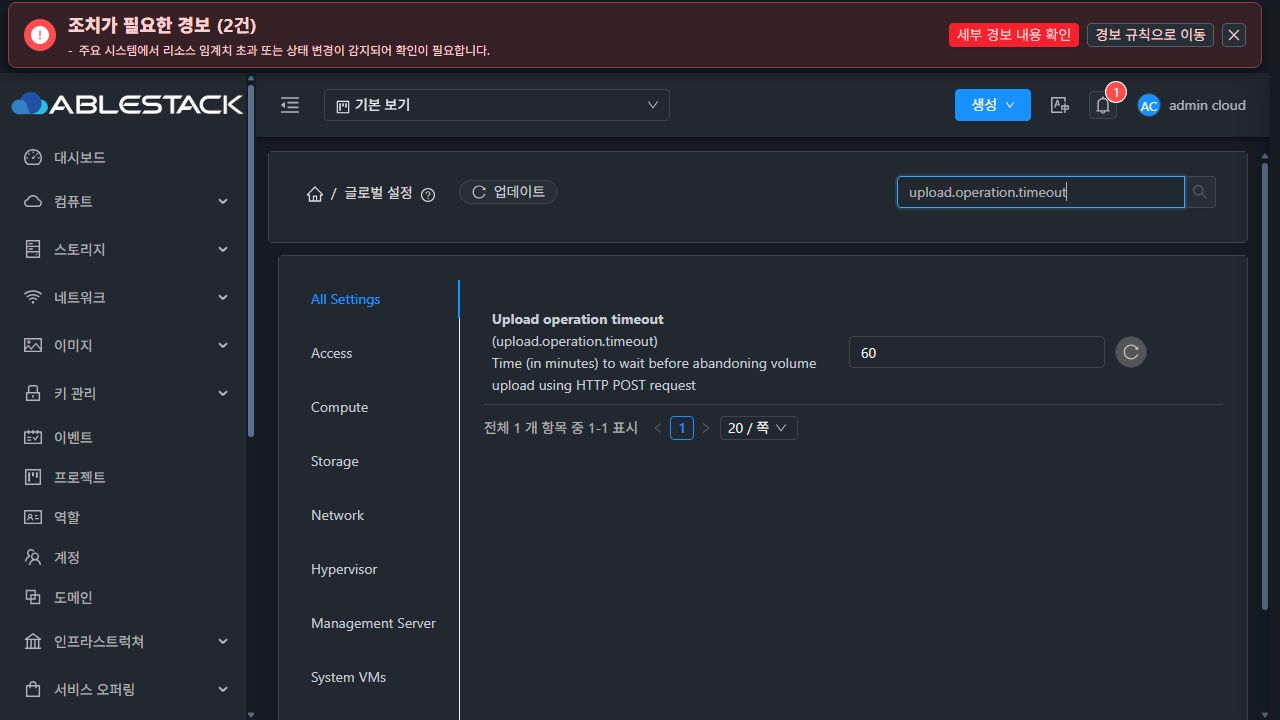 조치가 필요한 경보 (2건)
- 주요 시스템에서 리소스 임계치 초과 또는 상태 변경이 감지되어 확인이 필요합니다.
세부 경보 내용 확인
경보 규칙으로 이동
ABLESTACK
기본 보기
생성
1
AC
admin cloud
대시보드
컴퓨트
스토리지
네트워크
이미지
키 관리
이벤트
프로젝트
역할
계정
도메인
인프라스트럭쳐
서비스 오퍼링
/ 글로벌 설정
업데이트
upload.operation.timeout
All Settings
Access
Compute
Storage
Network
Hypervisor
Management Server
System VMs
Upload operation timeout
(upload.operation.timeout)
Time (in minutes) to wait before abandoning volume
upload using HTTP POST request
60
전체 1 개 항목 중 1-1 표시
1
20 / 쪽